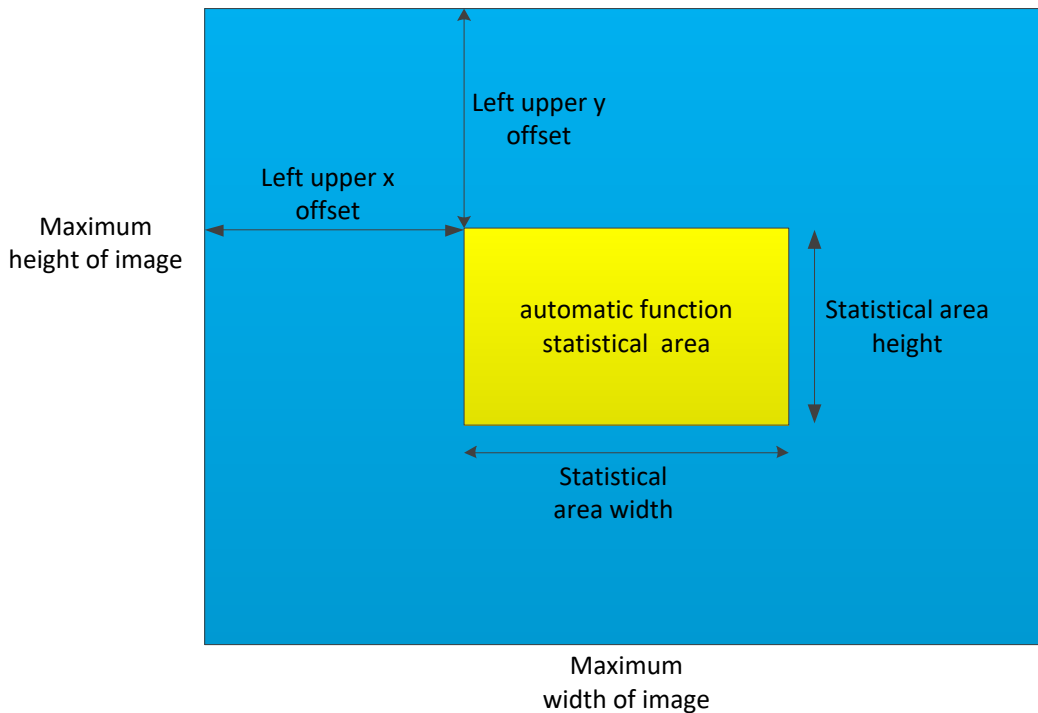 Left upper y
offset
Left upper x
offset
Maximum
height of image
automatic function
statistical area
Statistical area
height
Statistical
area width
Maximum
width of image